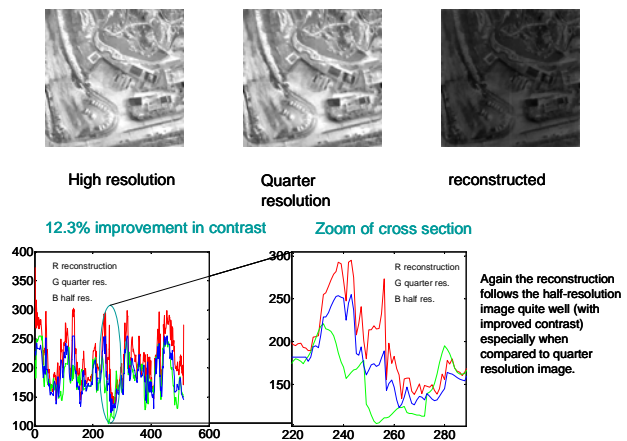 High resolution
Quarter
resolution
reconstructed
12.3% improvement in contrast
Zoom of cross section
400
350
300
250
200
150
100
0
200
400
600
R reconstruction
G quarter res.
B half res.
300
250
200
150
220
240
260
280
R reconstruction
G quarter res.
B half res.
Again the reconstruction
follows the half-resolution
image quite well (with
improved contrast)
especially when
compared to quarter
resolution image.